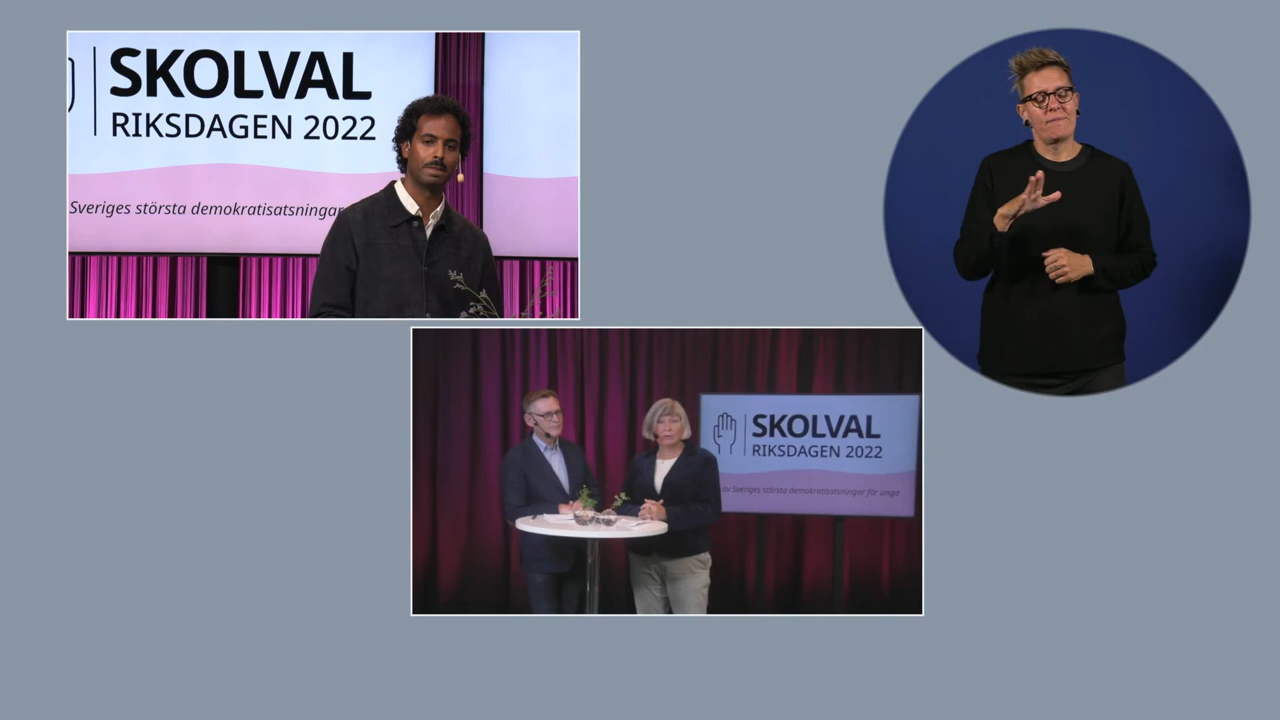 SKOLVAL
RIKSDAGEN 2022
Sveriges största demokratisatsningar
SKOLVAL
RIKSDAGEN 2022
av Sveriges största demokratisatsningar för unga